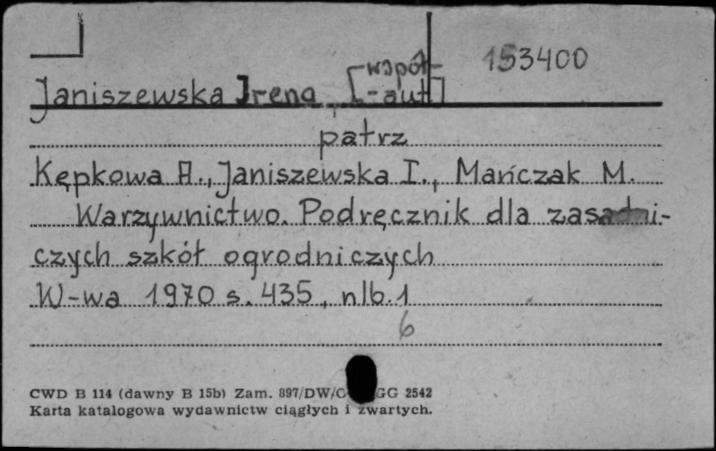 153400
Janiszewska Irena [współ-
-aut]
patrz
Kępkowa A., Janiszewska I., Mańczak M.
Warzywnictwo. Podręcznik dla zasadni-
czych szkół ogrodniczych
W-wa 1970 s. 435, nlb. 1
6
CWD B 114 (dawny B 15b) Zam. 897/DW/ GG 2542
Karta katalogowa wydawnictw ciągłych i zwartych.